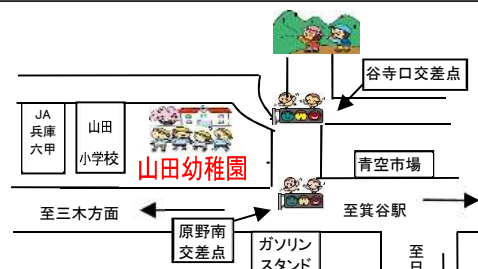 谷寺口交差点
JA
兵庫
六甲
山田
小学校
山田幼稚園
青空市場
至三木方面
至箕谷駅
原野南
交差点
ガソリン
スタンド
至